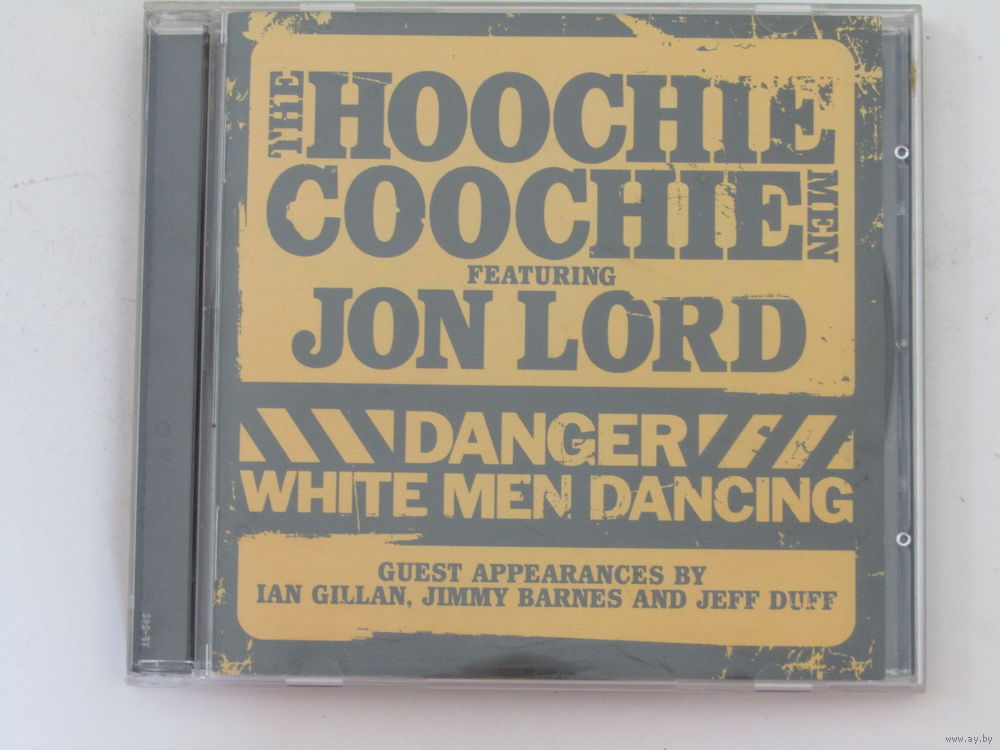 THE
HOOCHIE
COOCHIE
MEN
FEATURING
JON LORD
DANGER
WHITE MEN DANCING
GUEST APPEARANCES BY
IAN GILLAN, JIMMY BARNES AND JEFF DUFF
www.ay.by